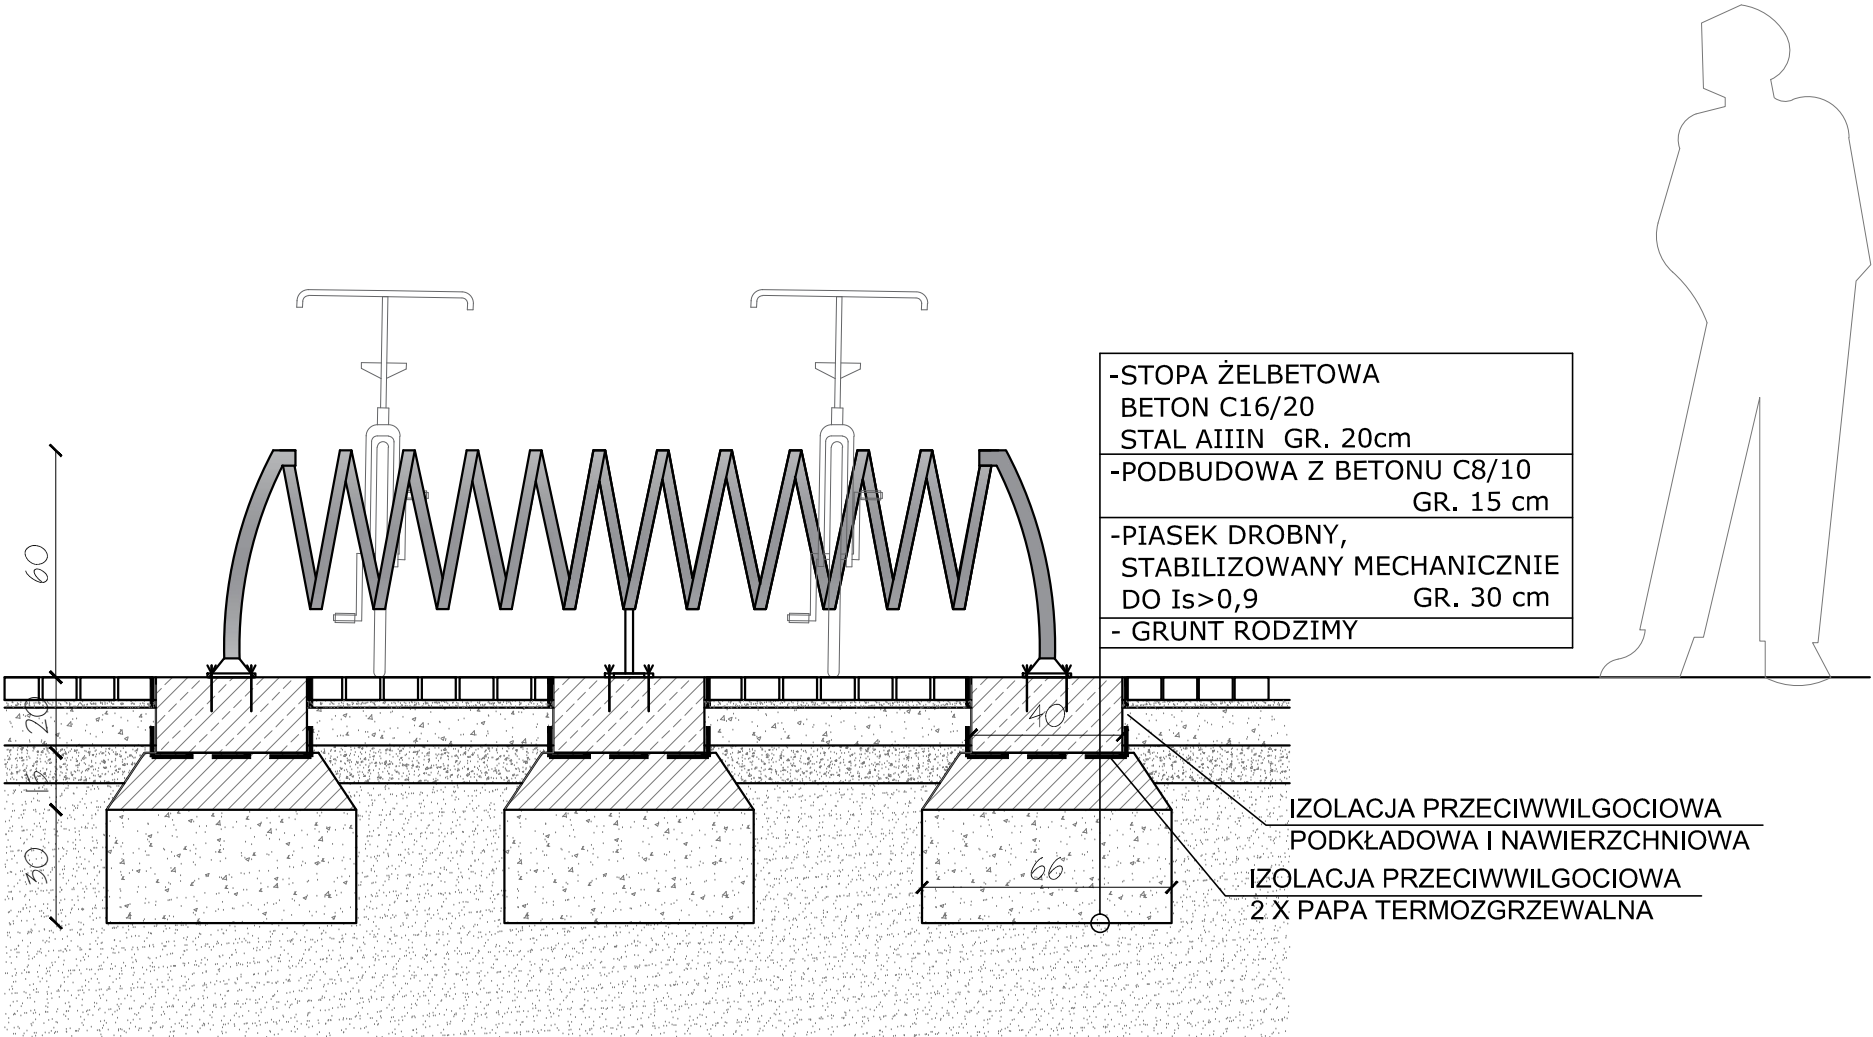 -STOPA ŻELBETOWA
BETON C16/20
STAL AIIIN GR. 20cm
-PODBUDOWA Z BETONU C8/10
GR. 15 cm
-PIASEK DROBNY,
STABILIZOWANY MECHANICZNIE
DO Is>0,9 GR. 30 cm
- GRUNT RODZIMY
60
20
15
30
40
66
IZOLACJA PRZECIWWILGOCIOWA
PODKŁADOWA I NAWIERZCHNIOWA
IZOLACJA PRZECIWWILGOCIOWA
2 X PAPA TERMOZGRZEWALNA